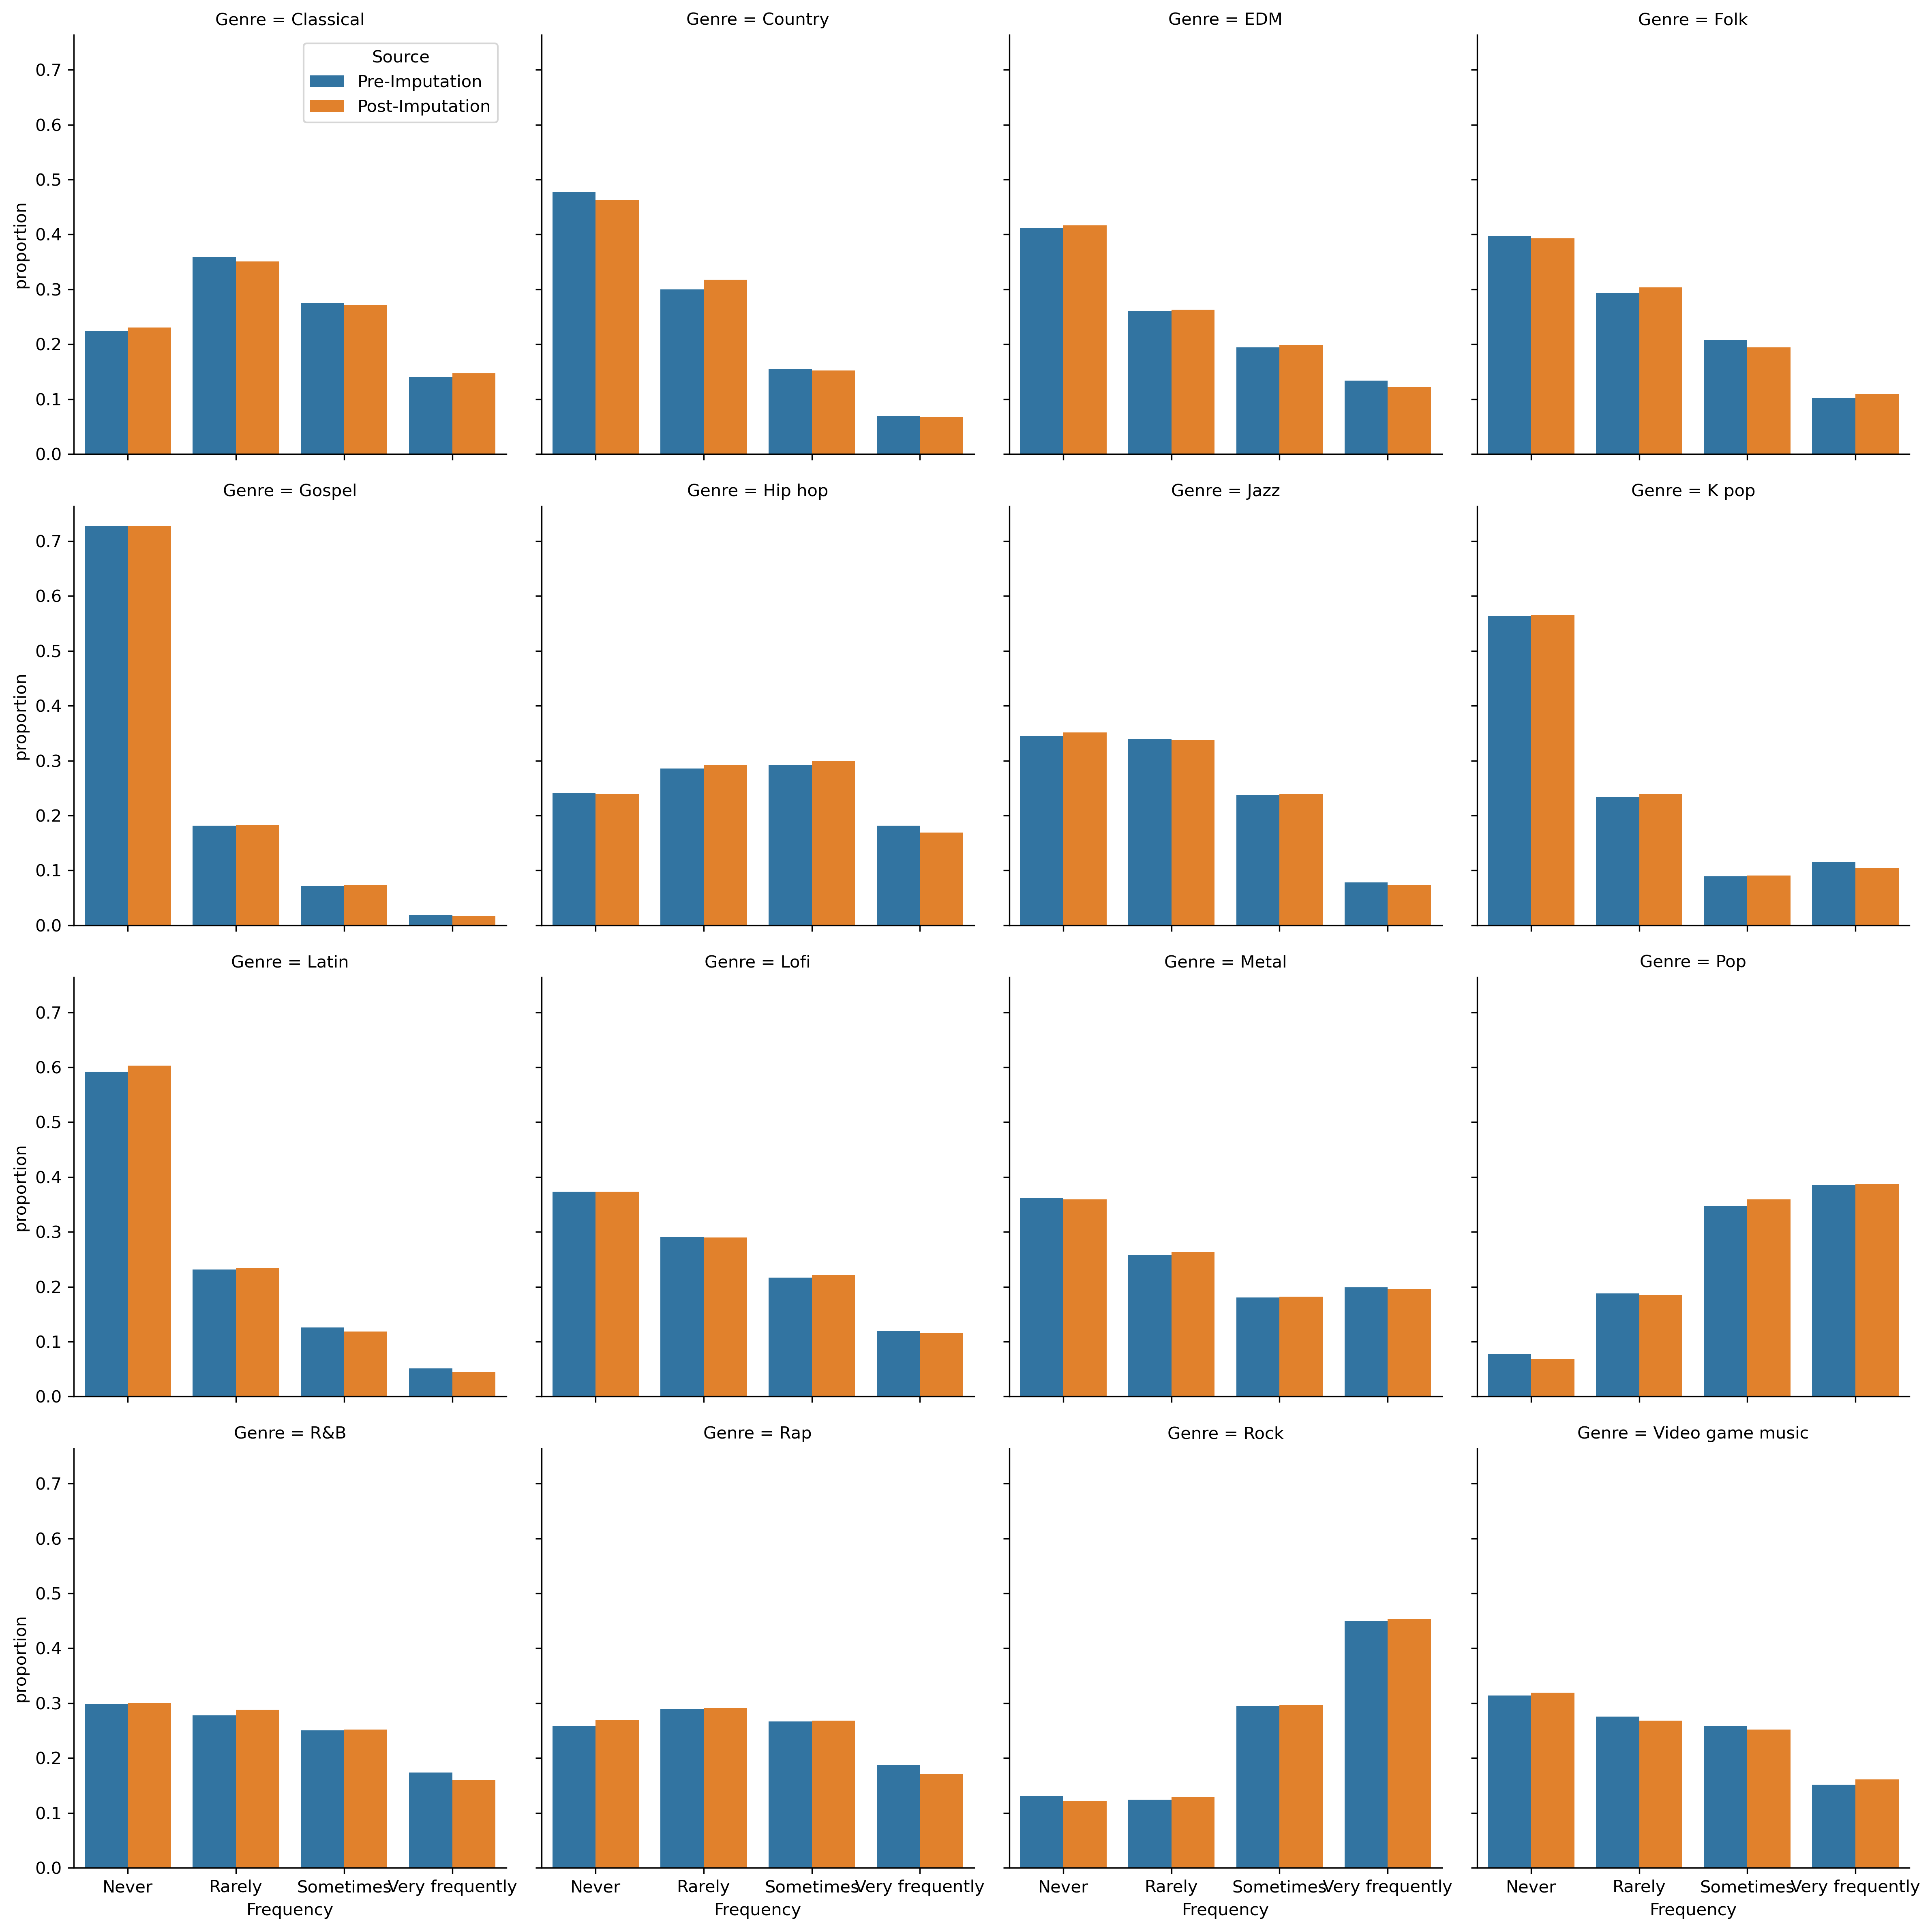 Genre = Classical
Genre = Country
Genre = EDM
Genre = Folk
Source
Pre-Imputation
Post-Imputation
0.7
0.6
0.5
0.4
0.3
0.2
0.1
0.0
proportion
Genre = Gospel
Genre = Hip hop
Genre = Jazz
Genre = K pop
0.7
0.6
0.5
0.4
0.3
0.2
0.1
0.0
proportion
Genre = Latin
Genre = Lofi
Genre = Metal
Genre = Pop
0.7
0.6
0.5
0.4
0.3
0.2
0.1
0.0
proportion
Genre = R&B
Genre = Rap
Genre = Rock
Genre = Video game music
0.7
0.6
0.5
0.4
0.3
0.2
0.1
0.0
proportion
Never Rarely Sometimes Very frequently
Frequency
Never Rarely Sometimes Very frequently
Frequency
Never Rarely Sometimes Very frequently
Frequency
Never Rarely Sometimes Very frequently
Frequency